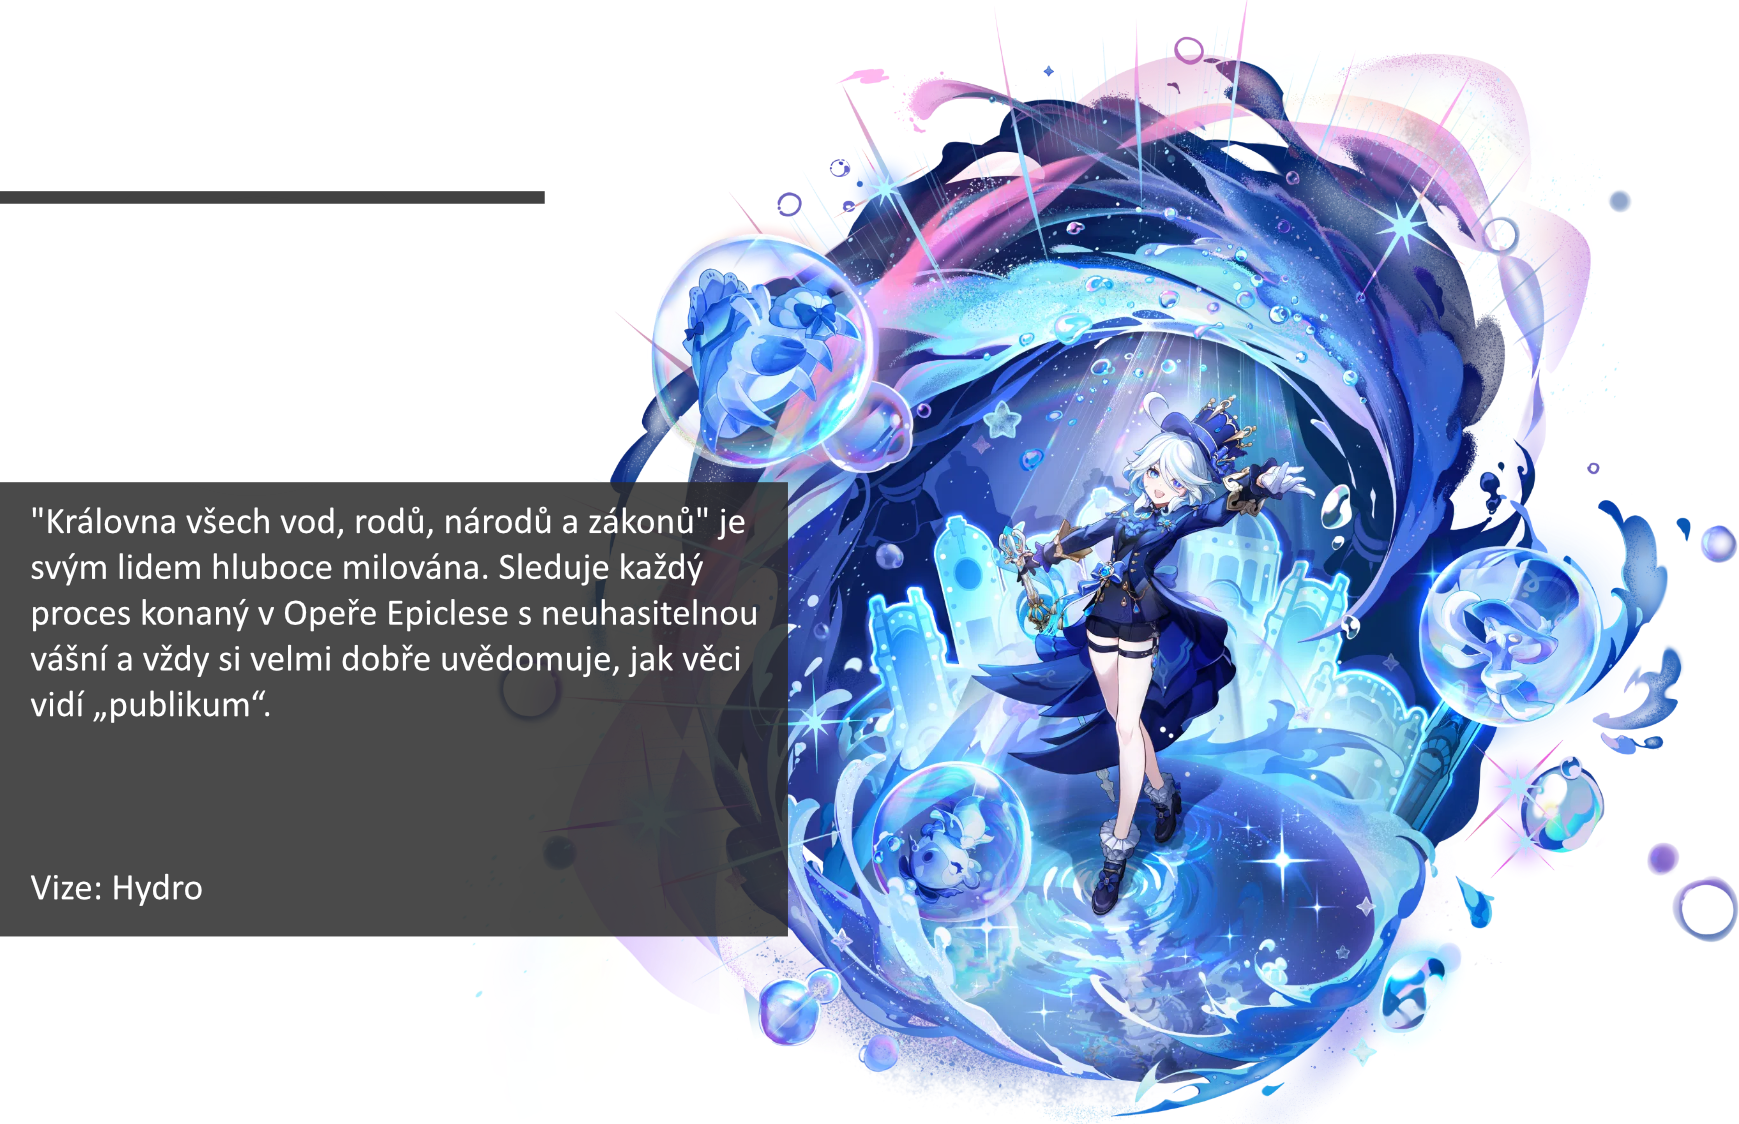 "Královna všech vod, rodů, národů a zákonů" je
svým lidem hluboce milována. Sleduje každý
proces konaný v Opeře Epiclese s neuhasitelnou
vášní a vždy si velmi dobře uvědomuje, jak věci
vidí „publikum“.
Vize: Hydro